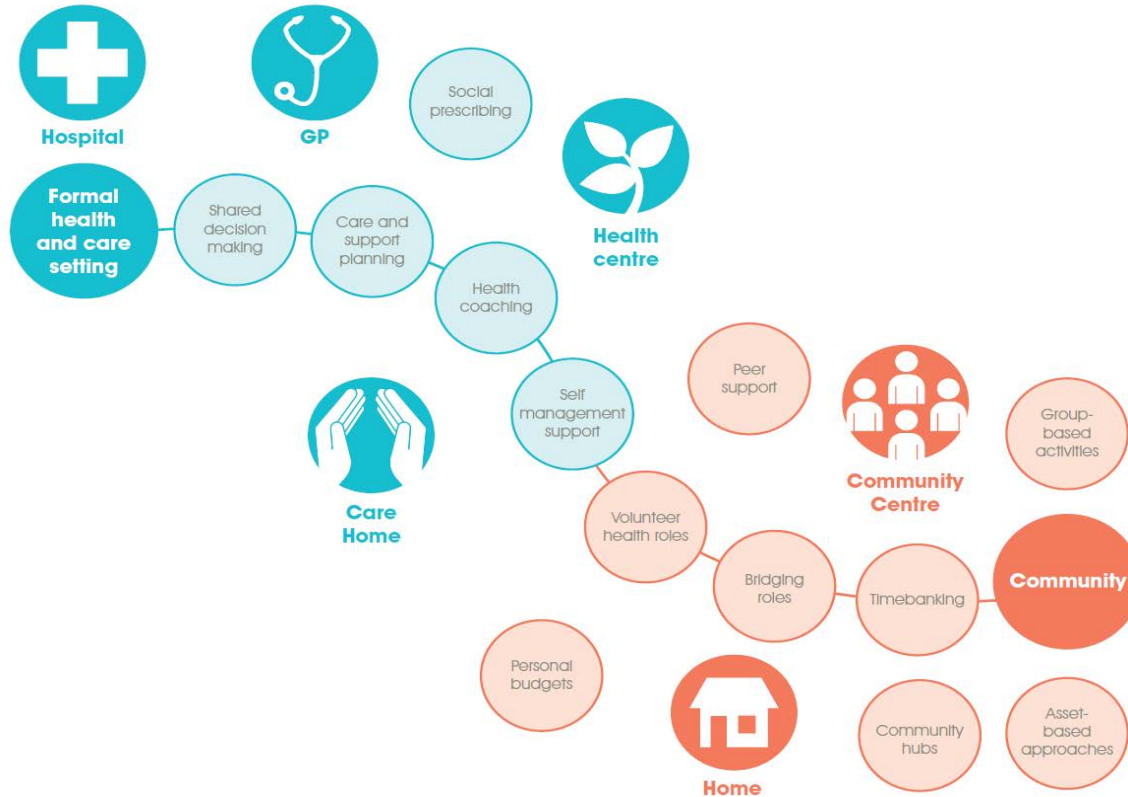 Hospital
GP
Social
prescribing
Health
centre
Formal
health
and care
setting
Shared
decision
making
Care and
support
planning
Health
coaching
Self
management
support
Care
Home
Peer
support
Community
Centre
Group-
based
activities
Volunteer
health roles
Bridging
roles
Timebanking
Community
Personal
budgets
Home
Community
hubs
Asset-
based
approaches